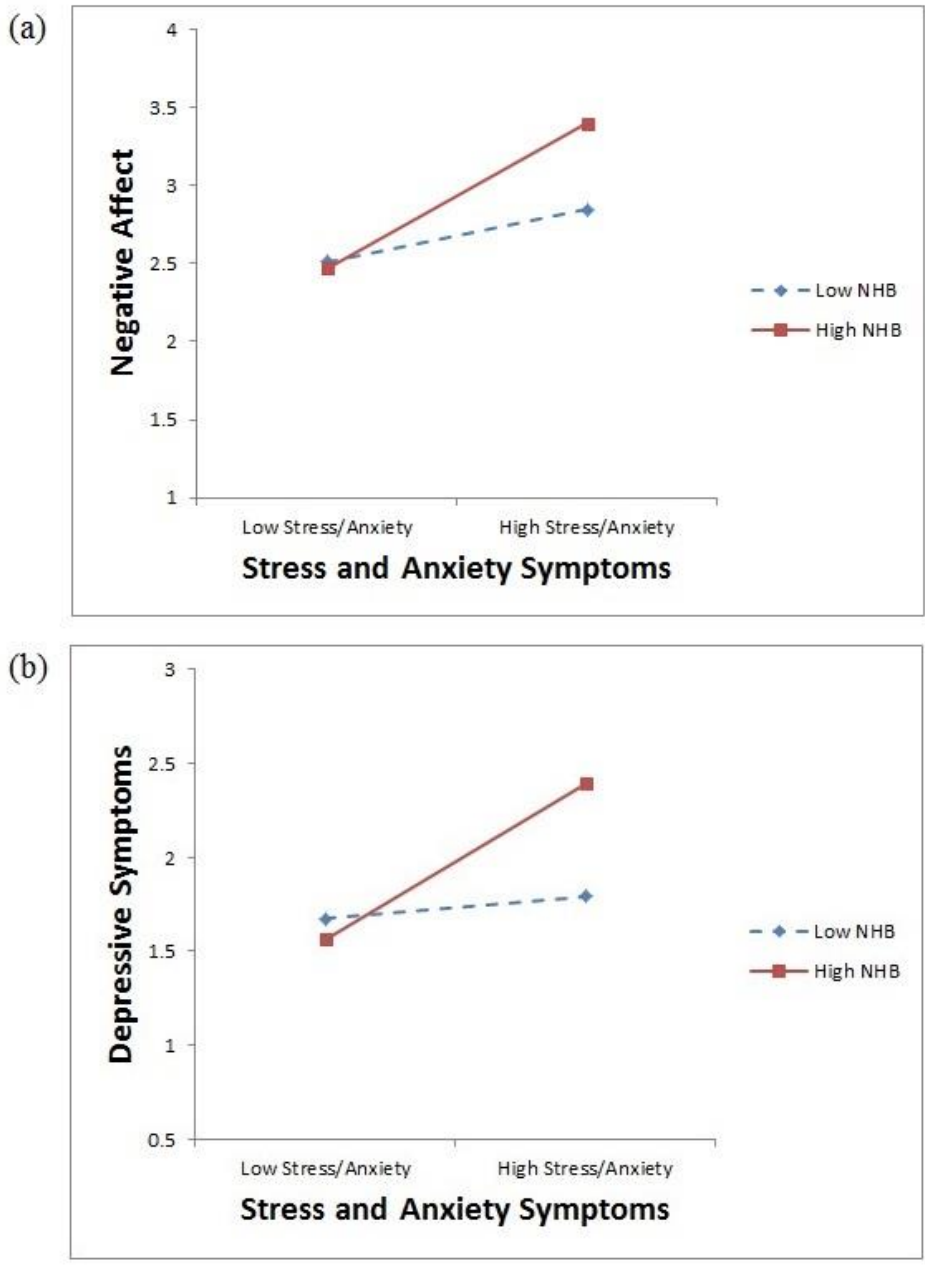 (a)
4
3.5
3
2.5
2
1.5
1
Negative Affect
Low Stress/Anxiety
High Stress/Anxiety
Stress and Anxiety Symptoms
Low NHB
High NHB
(b)
3
2.5
2
1.5
1
0.5
Depressive Symptoms
Low Stress/Anxiety
High Stress/Anxiety
Stress and Anxiety Symptoms
Low NHB
High NHB